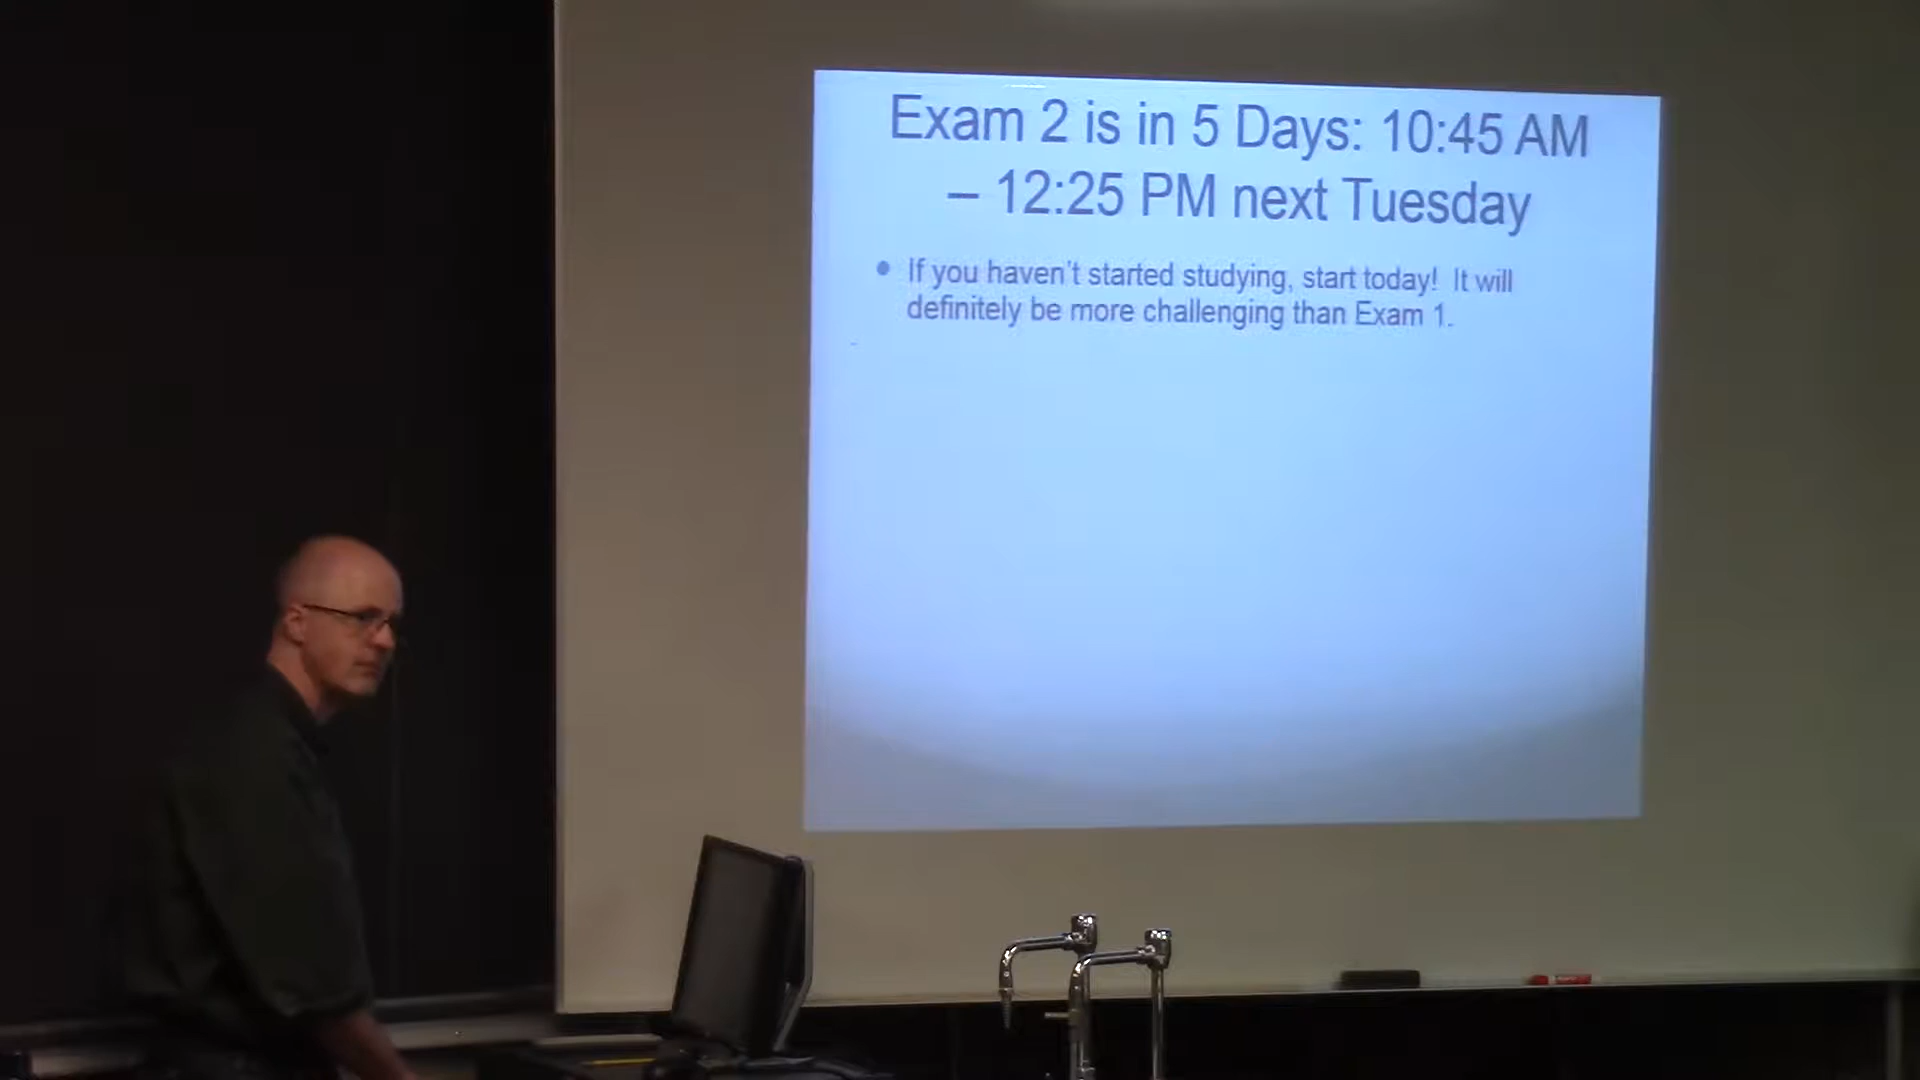 Exam 2 is in 5 Days: 10:45 AM
– 12:25 PM next Tuesday
• If you haven't started studying, start today!  It will
definitely be more challenging than Exam 1.